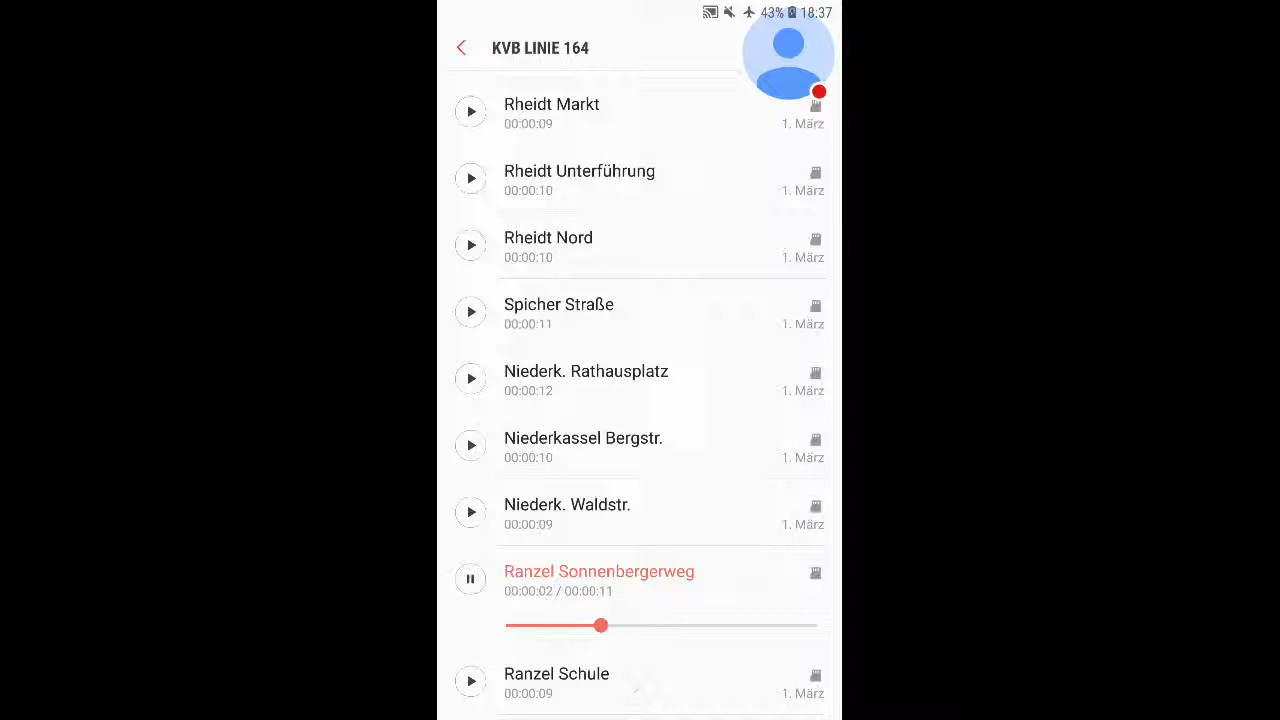 43% 18:37
KVB LINIE 164
Rheidt Markt
00:00:09 1. März
Rheidt Unterführung
00:00:10 1. März
Rheidt Nord
00:00:10 1. März
Spicher Straße
00:00:11 1. März
Niederk. Rathausplatz
00:00:12 1. März
Niederkassel Bergstr.
00:00:10 1. März
Niederk. Waldstr.
00:00:09 1. März
Ranzel Sonnenbergerweg
00:00:02 / 00:00:11
Ranzel Schule
00:00:09 1. März